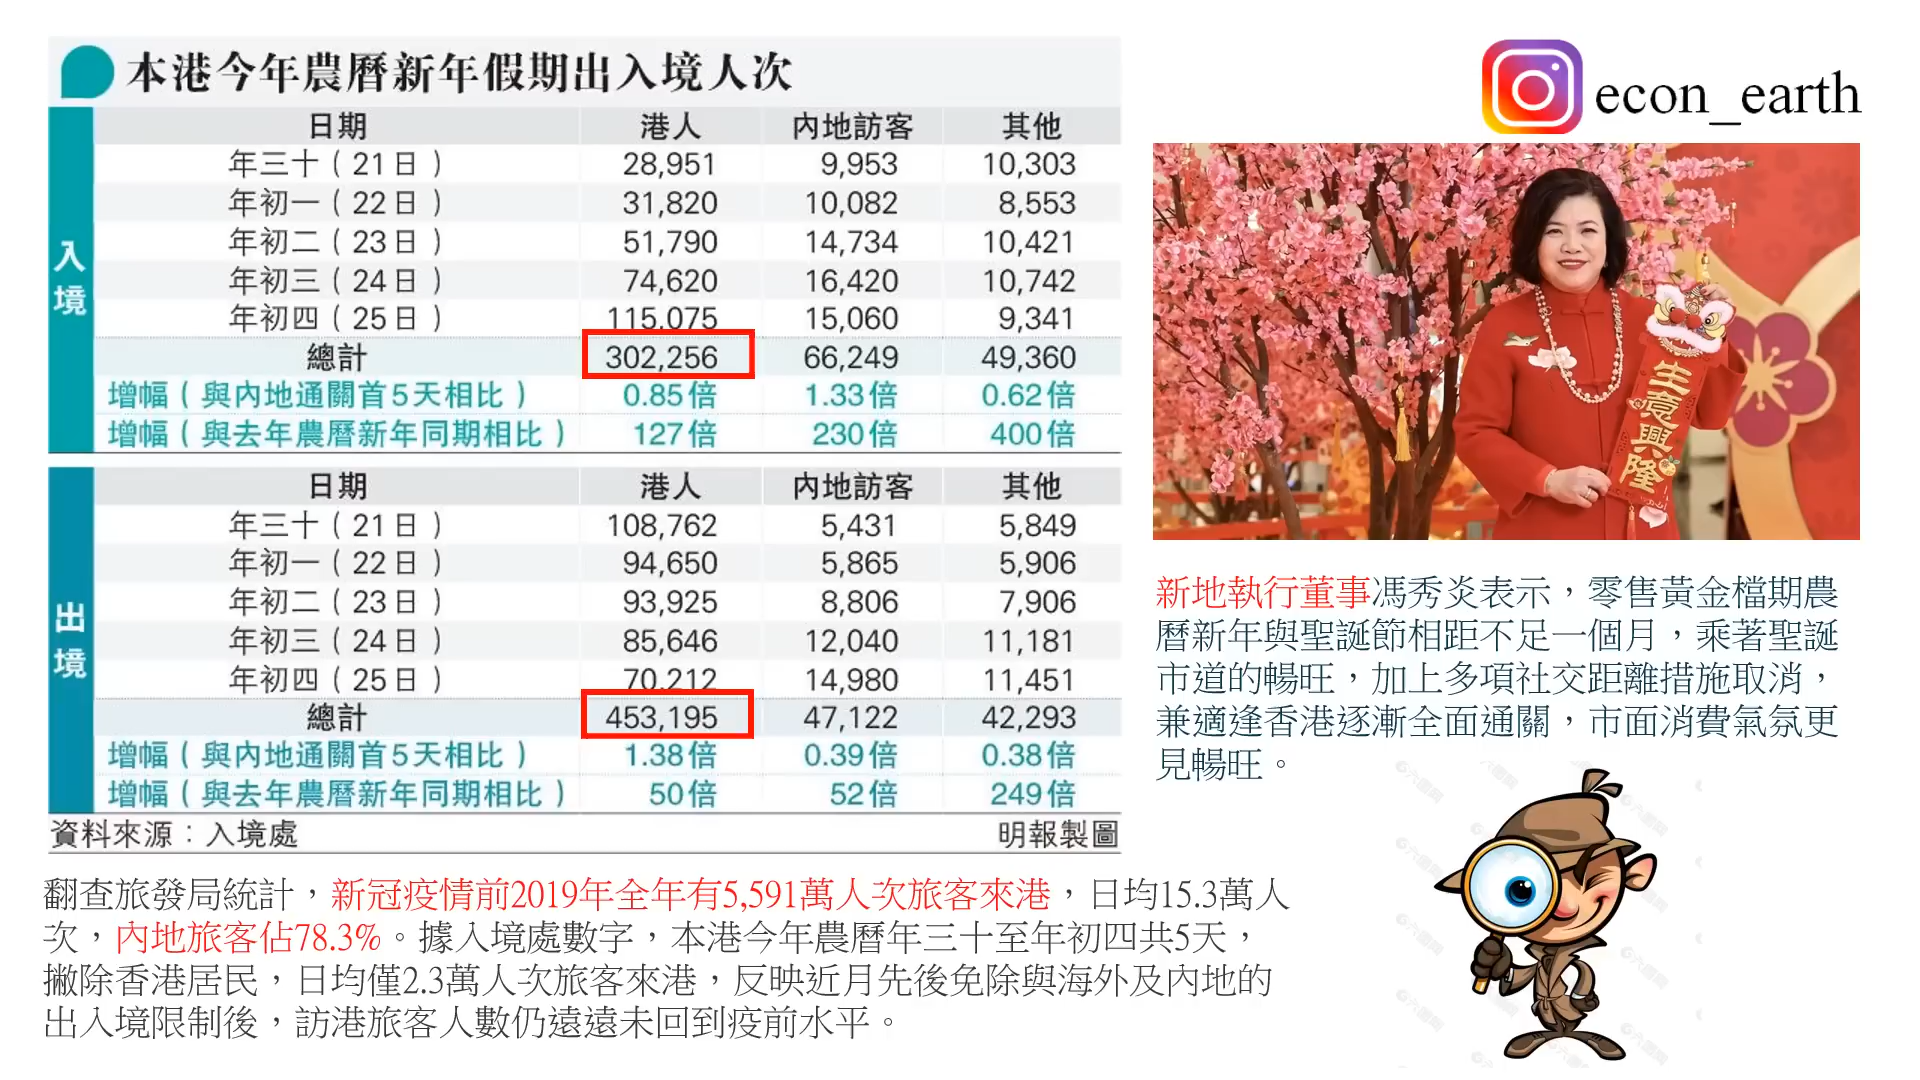 本港今年農曆新年假期出入境人次
入境
日期 港人 內地訪客 其他
年三十（21日） 28,951 9,953 10,303
年初一（22日） 31,820 10,082 8,553
年初二（23日） 51,790 14,734 10,421
年初三（24日） 74,620 16,420 10,742
年初四（25日） 115,075 15,060 9,341
總計 302,256 66,249 49,360
增幅（與內地通關首5天相比） 0.85倍 1.33倍 0.62倍
增幅（與去年農曆新年同期相比） 127倍 230倍 400倍
出境
日期 港人 內地訪客 其他
年三十（21日） 108,762 5,431 5,849
年初一（22日） 94,650 5,865 5,906
年初二（23日） 93,925 8,806 7,906
年初三（24日） 85,646 12,040 11,181
年初四（25日） 70,212 14,980 11,451
總計 453,195 47,122 42,293
增幅（與內地通關首5天相比） 1.38倍 0.39倍 0.38倍
增幅（與去年農曆新年同期相比） 50倍 52倍 249倍
資料來源：入境處 明報製圖
econ_earth
生意興隆
新地執行董事馮秀炎表示，零售黃金檔期農
曆新年與聖誕節相距不足一個月，乘著聖誕
市道的暢旺，加上多項社交距離措施取消，
兼適逢香港逐漸全面通關，市面消費氣氛更
見暢旺。
翻查旅發局統計，新冠疫情前2019年全年有5,591萬人次旅客來港，日均15.3萬人
次，內地旅客佔78.3%。據入境處數字，本港今年農曆年三十至年初四共5天，
撇除香港居民，日均僅2.3萬人次旅客來港，反映近月先後免除與海外及內地的
出入境限制後，訪港旅客人數仍遠遠未回到疫前水平。